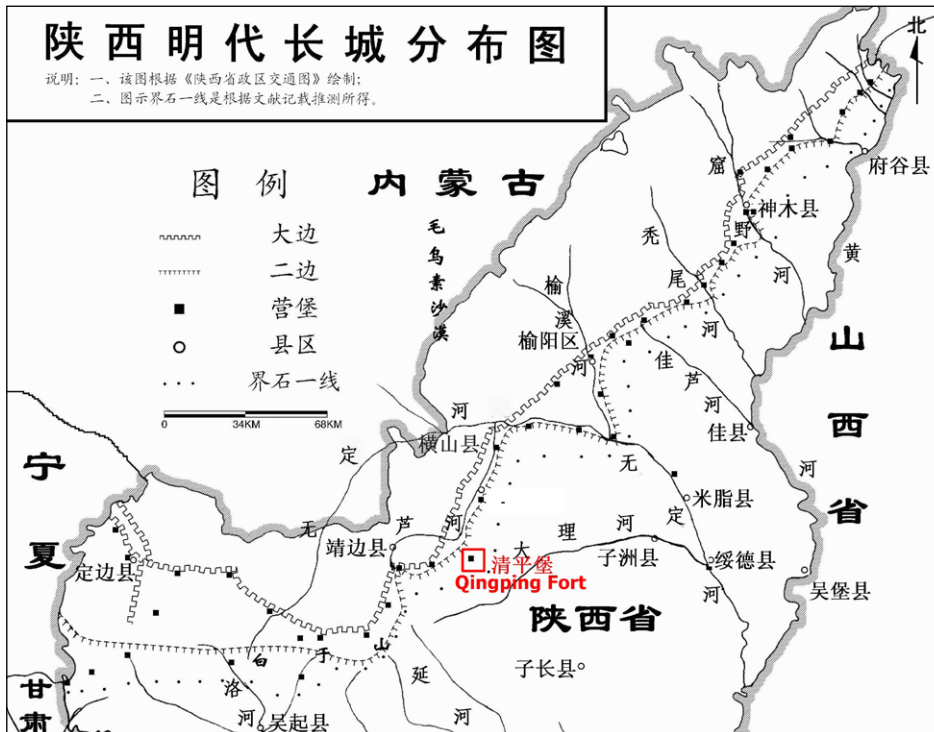 陕西明代长城分布图
说明：一、该图根据《陕西省政区交通图》绘制；
二、图示界石一线是根据文献记载推测所得。
北
图 例
大边
二边
营堡
县区
界石一线
0 34KM 68KM
内蒙古
毛乌素沙漠
府谷县
窟野河
神木县
黄河
秃尾河
榆溪河
榆阳区
佳芦河
佳县
山西省
无定河
横山县
米脂县
宁夏
芦河
靖边县
定边县
大理河
子洲县
绥德县
吴堡县
清平堡
Qingping Fort
陕西省
白于山
子长县
延河
洛河
吴起县
甘肃